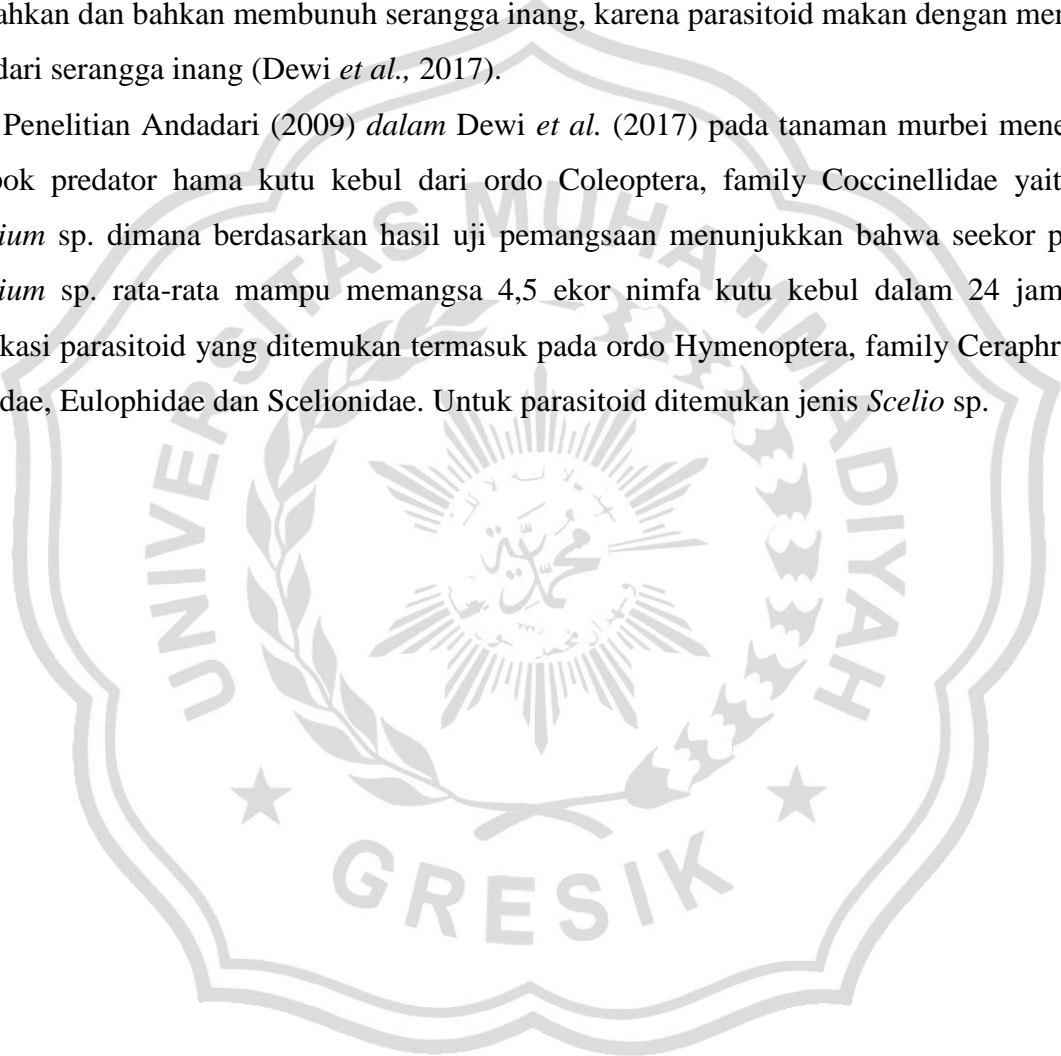 ahkan dan bahkan membunuh serangga inang, karena parasitoid makan dengan mer
dari serangga inang (Dewi et al., 2017).
Penelitian Andadari (2009) dalam Dewi et al. (2017) pada tanaman murbei mene
ok predator hama kutu kebul dari ordo Coleoptera, family Coccinellidae yait
ium sp. dimana berdasarkan hasil uji pemangsaan menunjukkan bahwa seekor p
ium sp. rata-rata mampu memangsa 4,5 ekor nimfa kutu kebul dalam 24 jam
kasi parasitoid yang ditemukan termasuk pada ordo Hymenoptera, family Ceraphr
dae, Eulophidae dan Scelionidae. Untuk parasitoid ditemukan jenis Scelio sp.
UNIVERSITAS MUHAMMADIYAH
محمد
GRESIK